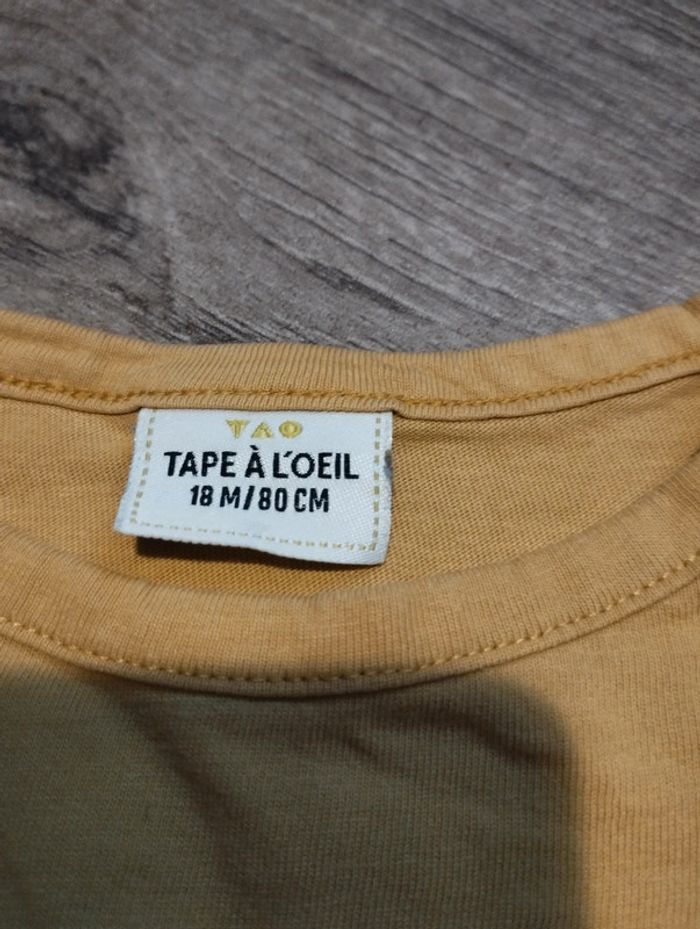 TAO
TAPE À L'OEIL
18 M/80 CM